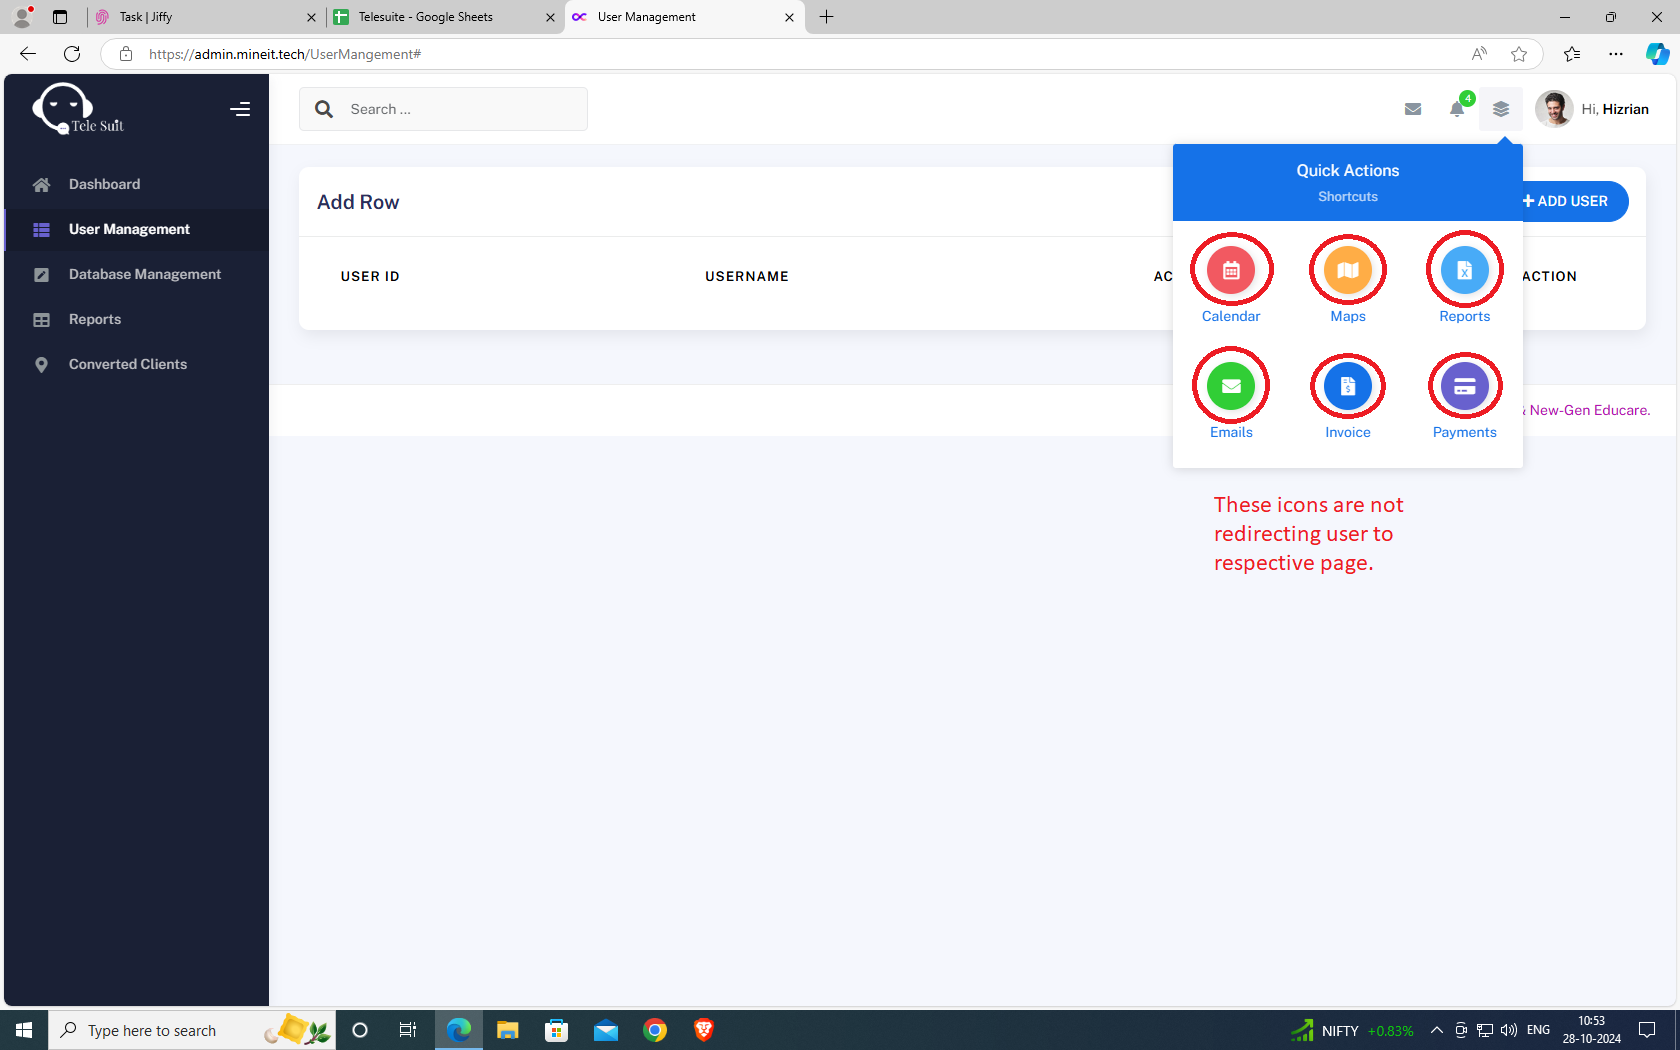 Task | Jiffy
Telesuite - Google Sheets
User Management
https://admin.mineit.tech/UserMangement#
Tele Suit
Search ...
4
Hi, Hizrian
Dashboard
User Management
Database Management
Reports
Converted Clients
Add Row
ADD USER
USER ID
USERNAME
AC
ACTION
Quick Actions
Shortcuts
Calendar
Maps
Reports
Emails
Invoice
Payments
& New-Gen Educare.
These icons are not
redirecting user to
respective page.
Type here to search
NIFTY +0.83%
ENG
10:53
28-10-2024